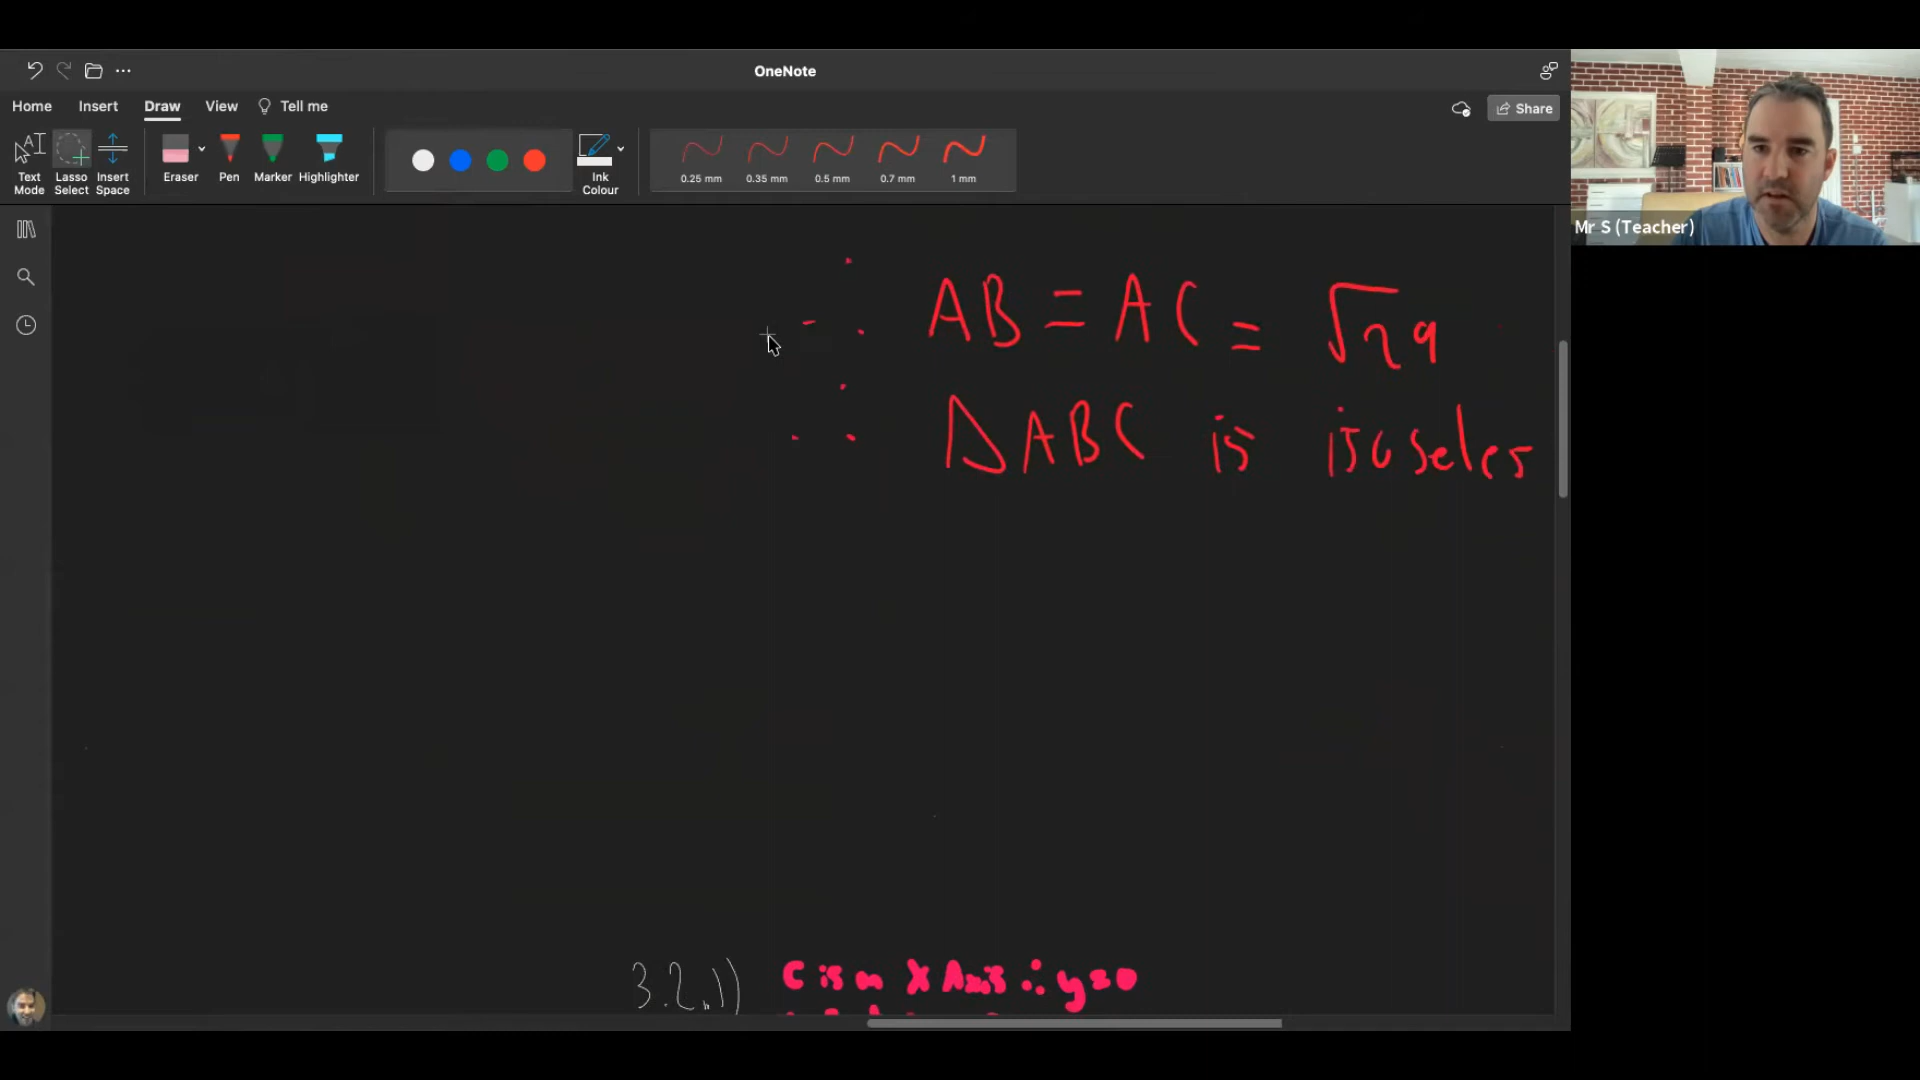 OneNote
Home Insert Draw View Tell me
Share
Text Mode
Lasso Select
Insert Space
Eraser
Pen
Marker
Highlighter
Ink Colour
0.25 mm
0.35 mm
0.5 mm
0.7 mm
1 mm
Mr S (Teacher)
∴ AB = AC = √29
∴ △ABC is isoseles
3.2.1) C is on X Axis ∴ y=0